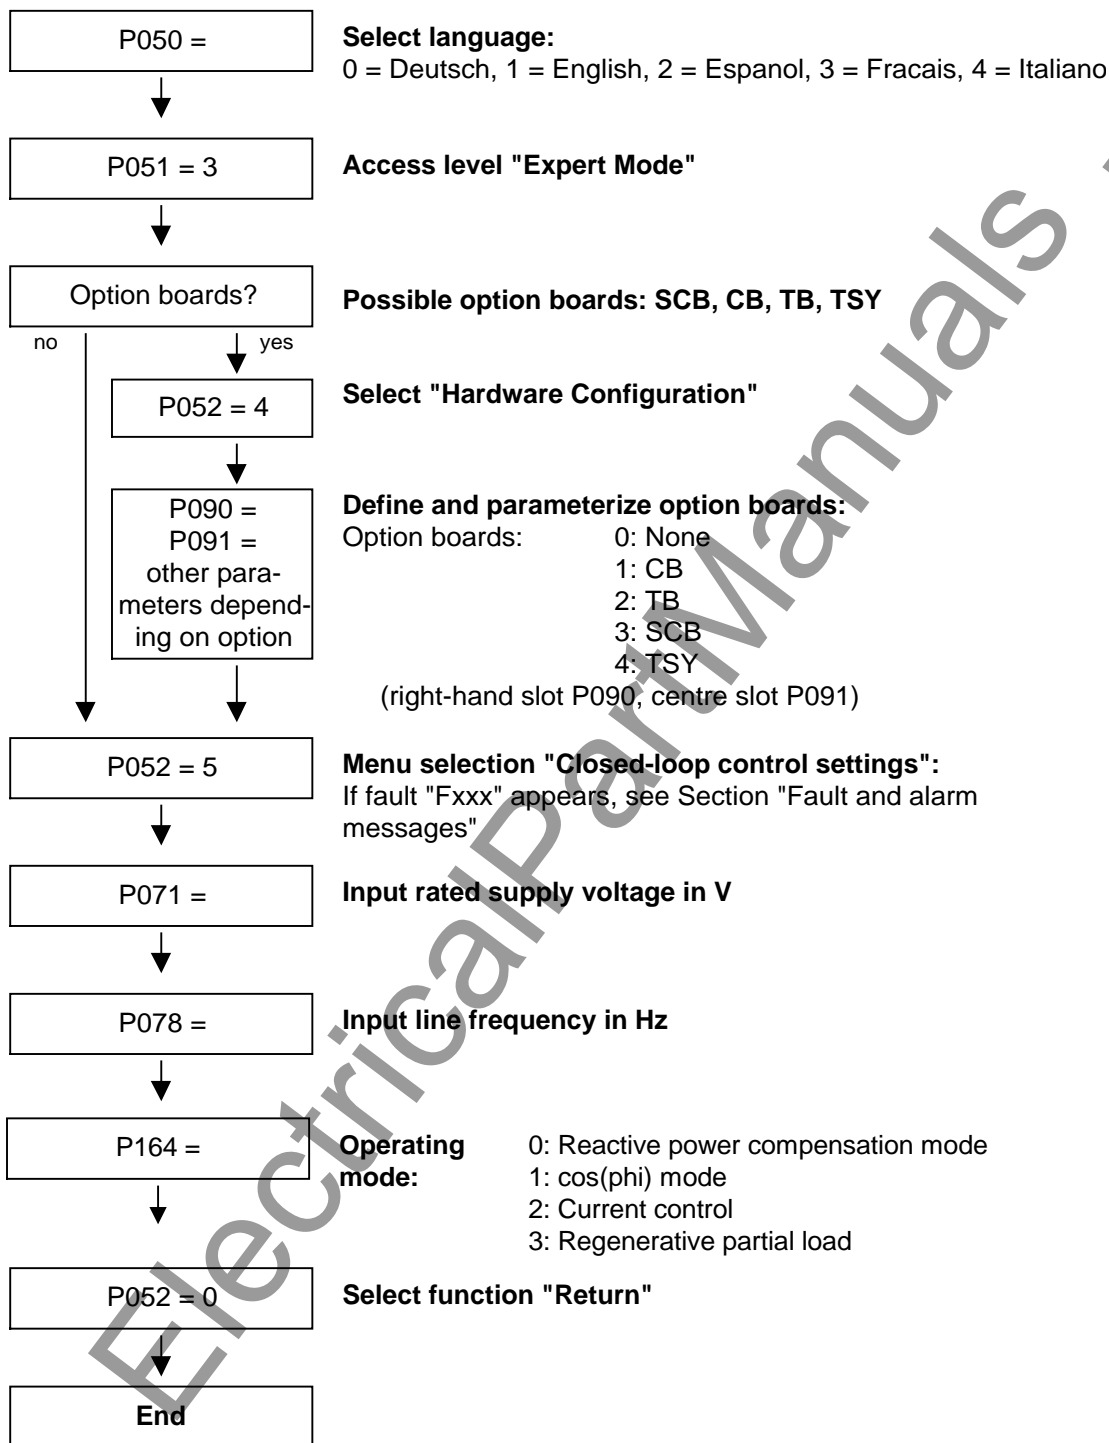 P050 =
Select language:
0 = Deutsch, 1 = English, 2 = Espanol, 3 = Fracais, 4 = Italiano
P051 = 3
Access level "Expert Mode"
Option boards?
Possible option boards: SCB, CB, TB, TSY
no
yes
P052 = 4
Select "Hardware Configuration"
P090 =
P091 =
other para-
meters depend-
ing on option
Define and parameterize option boards:
Option boards: 0: None
1: CB
2: TB
3: SCB
4: TSY
(right-hand slot P090, centre slot P091)
P052 = 5
Menu selection "Closed-loop control settings":
If fault "Fxxx" appears, see Section "Fault and alarm
messages"
P071 =
Input rated supply voltage in V
P078 =
Input line frequency in Hz
P164 =
Operating
mode:
0: Reactive power compensation mode
1: cos(phi) mode
2: Current control
3: Regenerative partial load
P052 = 0
Select function "Return"
End
ElectricalPartManuals